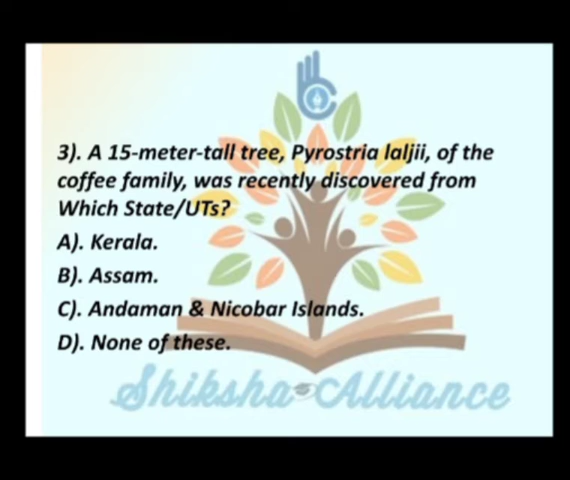 3). A 15-meter-tall tree, Pyrostria laljii, of the
coffee family, was recently discovered from
Which State/UTs?
A). Kerala.
B). Assam.
C). Andaman & Nicobar Islands.
D). None of these.
Shiksha Alliance